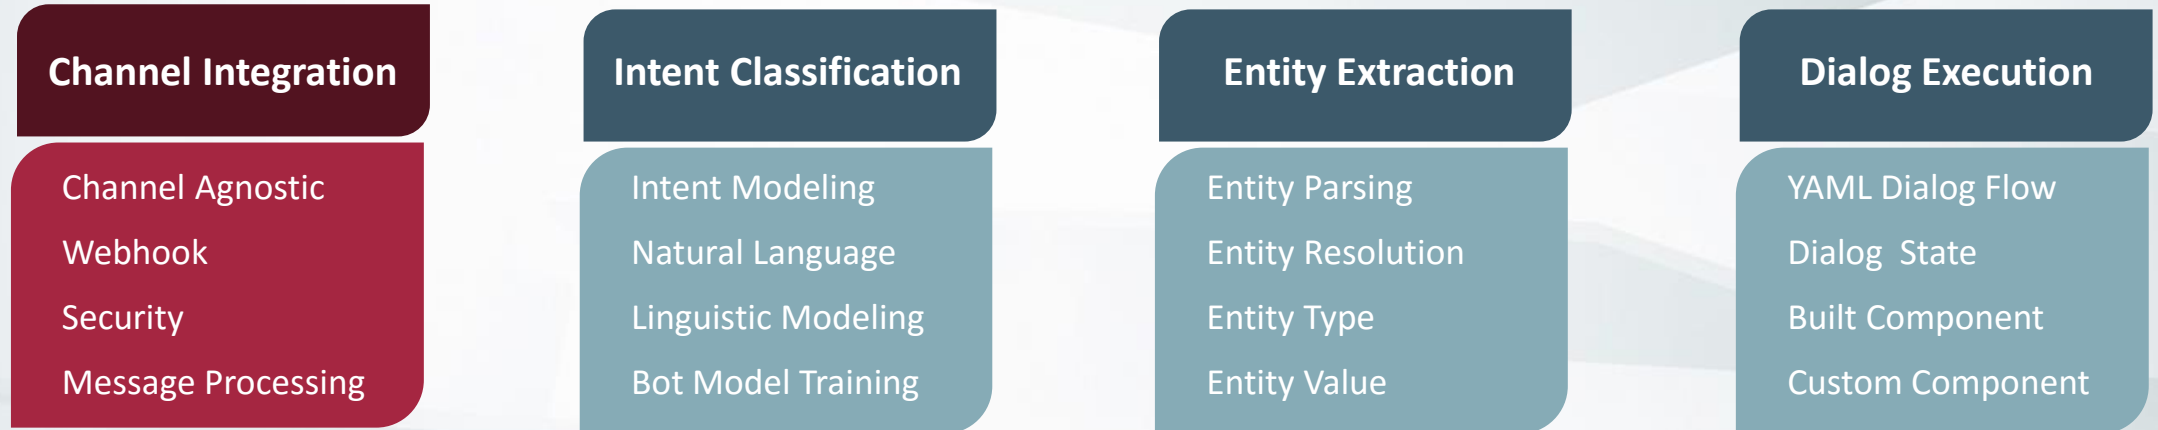 Channel Integration
Channel Agnostic
Webhook
Security
Message Processing
Intent Classification
Intent Modeling
Natural Language
Linguistic Modeling
Bot Model Training
Entity Extraction
Entity Parsing
Entity Resolution
Entity Type
Entity Value
Dialog Execution
YAML Dialog Flow
Dialog  State
Built Component
Custom Component